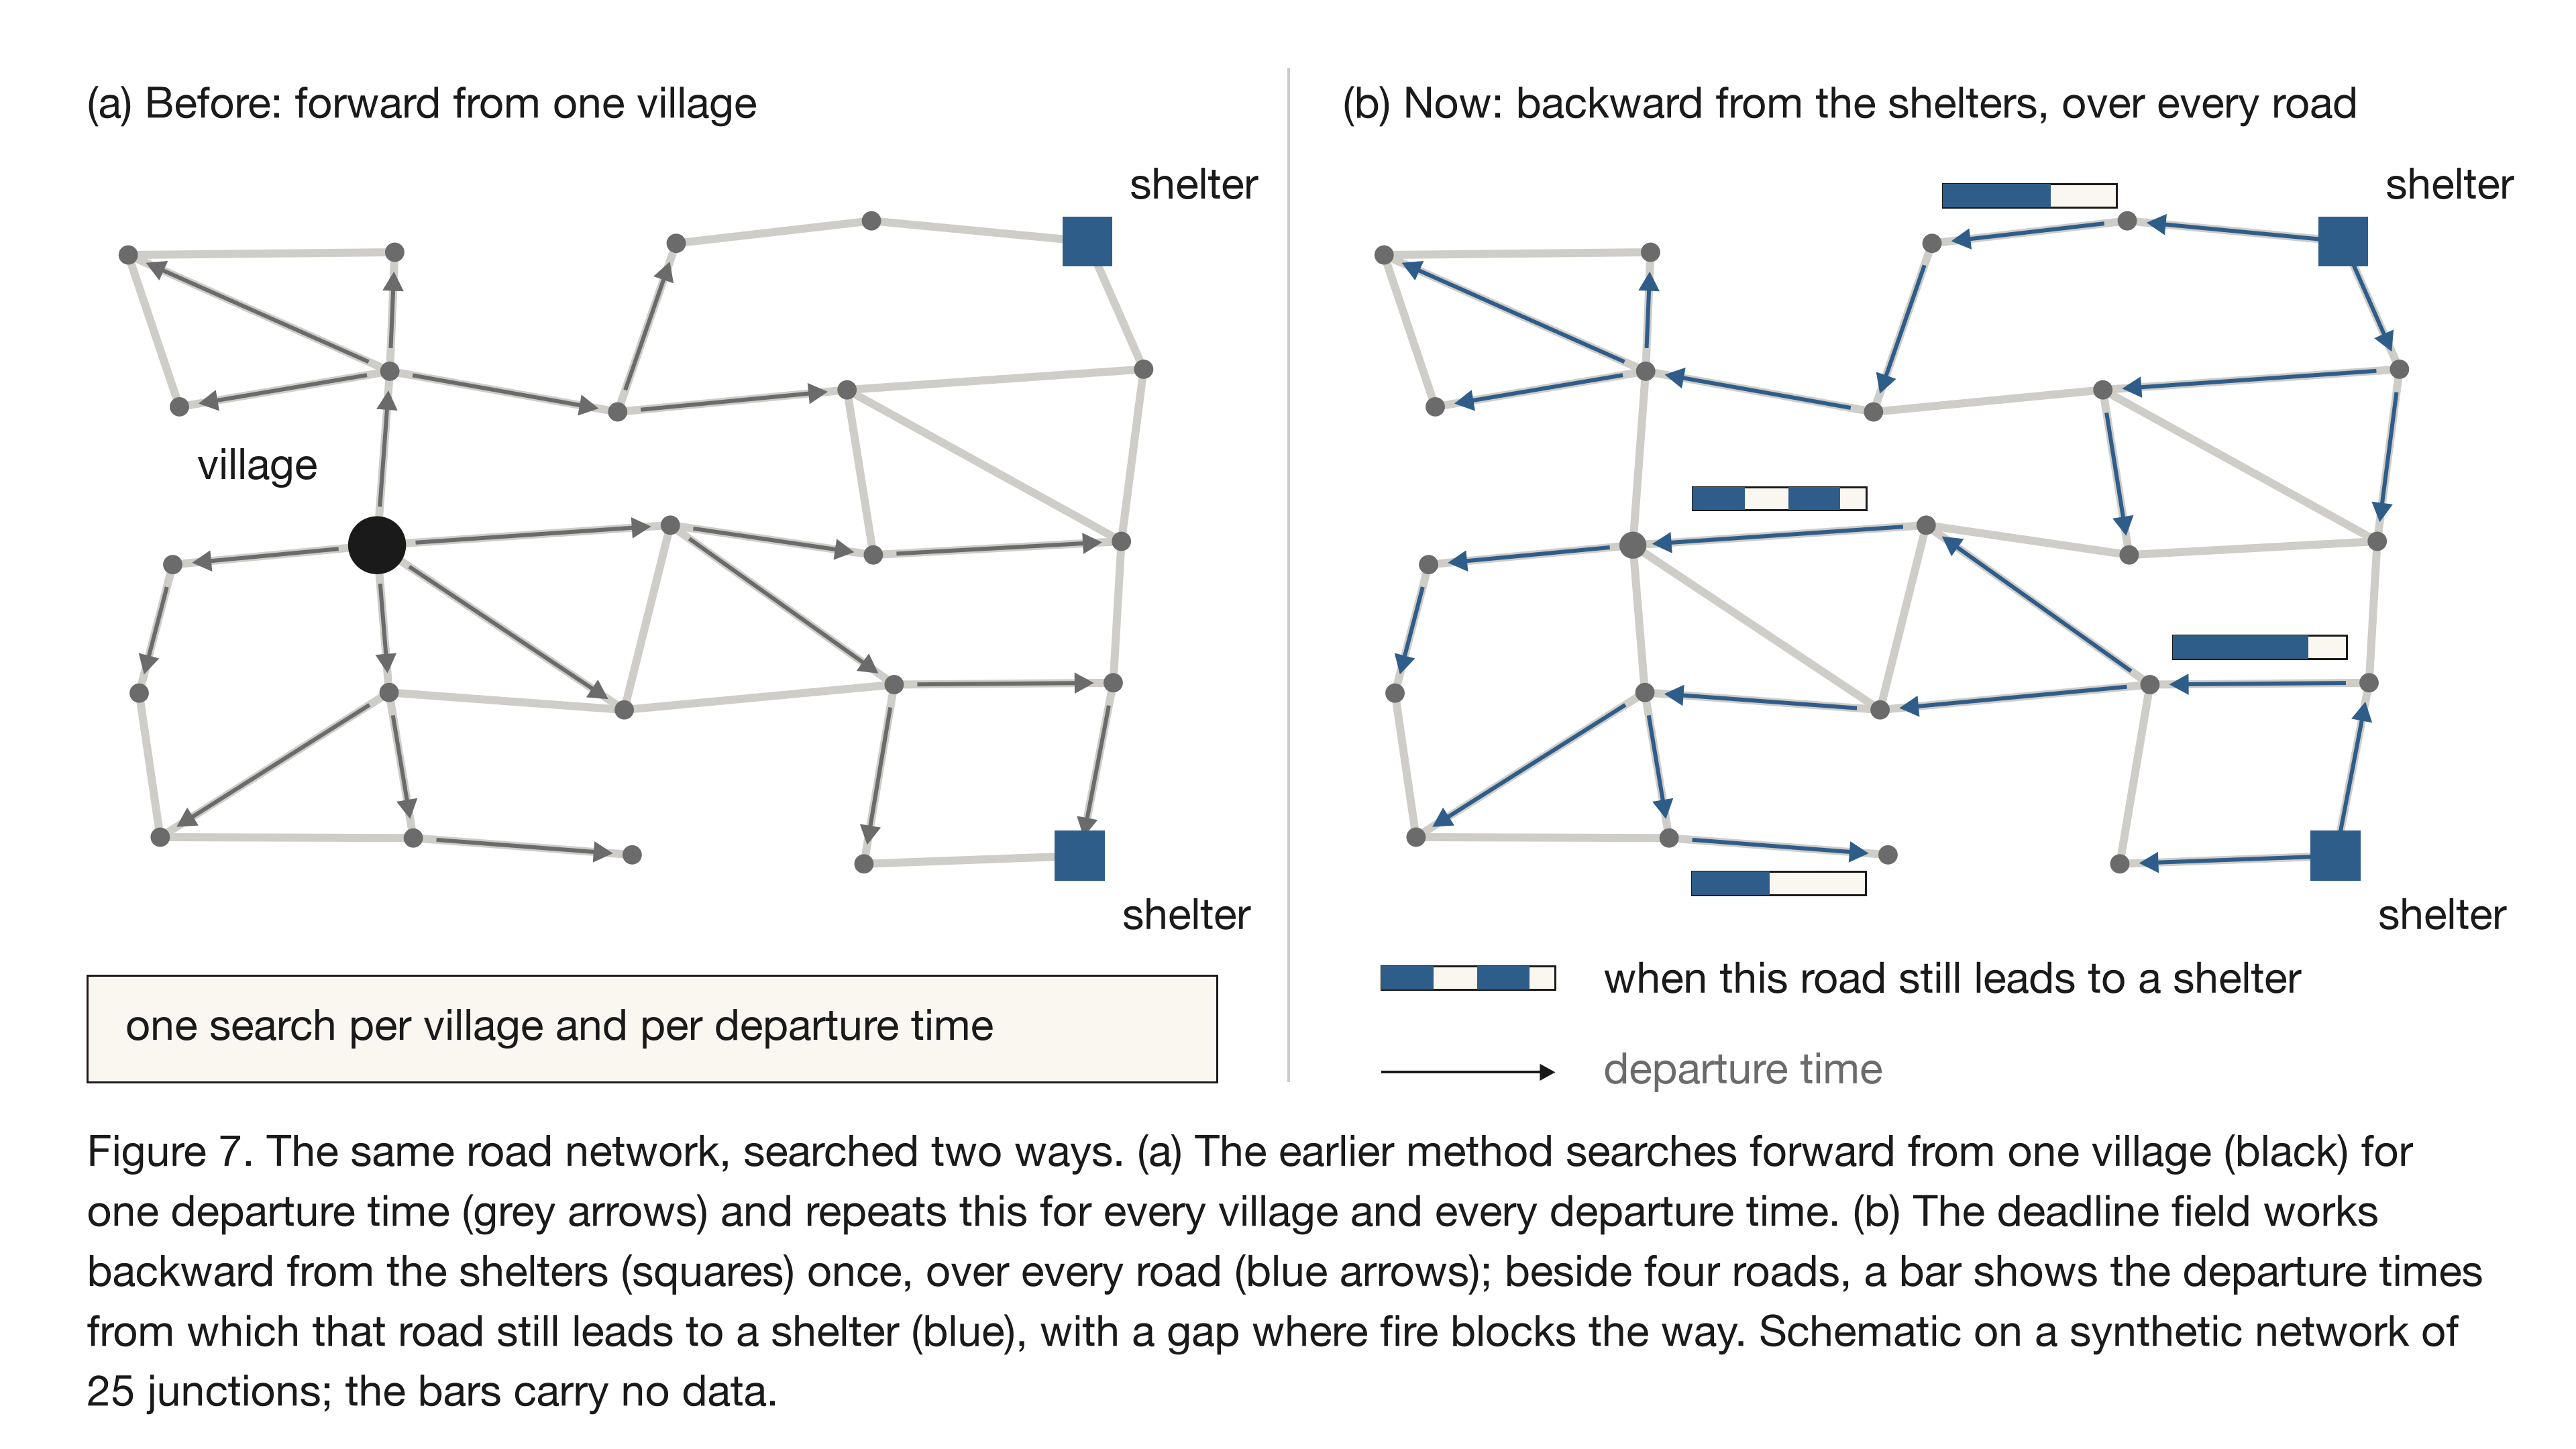 (a) Before: forward from one village
shelter
village
shelter
one search per village and per departure time
(b) Now: backward from the shelters, over every road
shelter
shelter
when this road still leads to a shelter
departure time
Figure 7. The same road network, searched two ways. (a) The earlier method searches forward from one village (black) for
one departure time (grey arrows) and repeats this for every village and every departure time. (b) The deadline field works
backward from the shelters (squares) once, over every road (blue arrows); beside four roads, a bar shows the departure times
from which that road still leads to a shelter (blue), with a gap where fire blocks the way. Schematic on a synthetic network of
25 junctions; the bars carry no data.